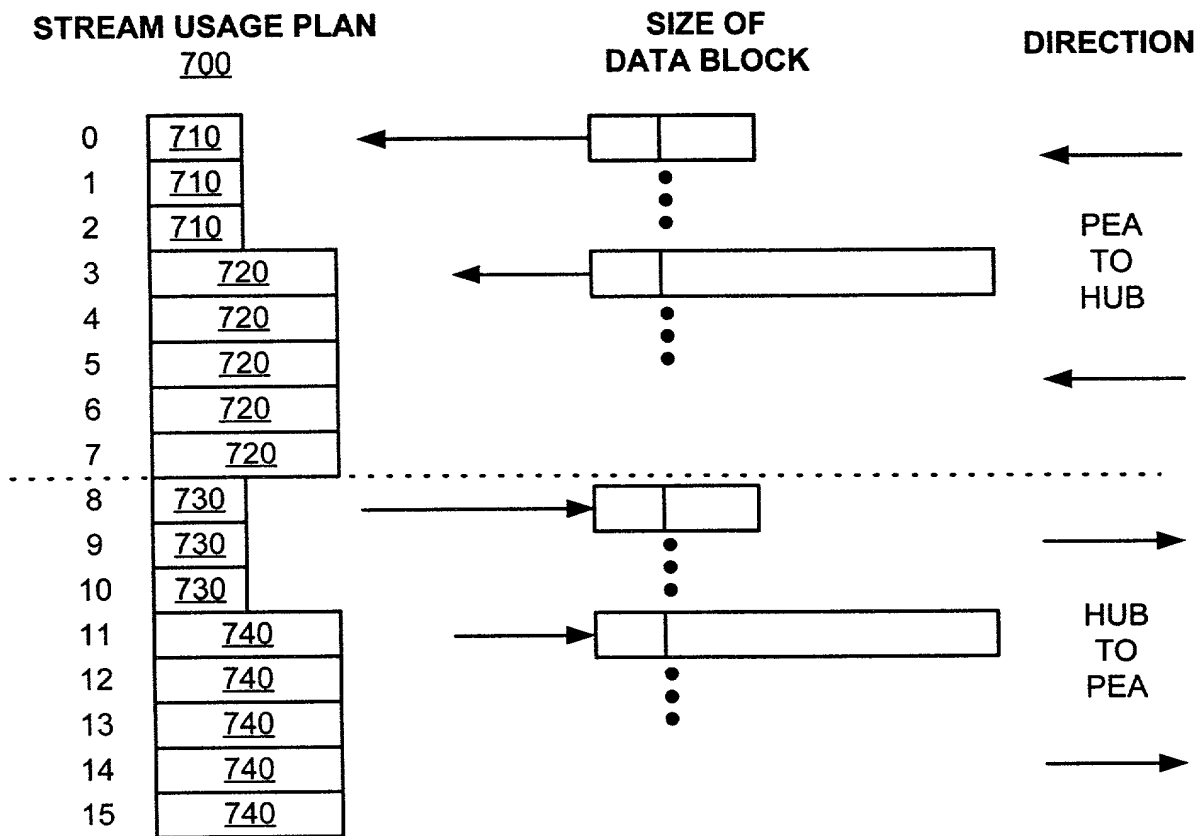 STREAM USAGE PLAN
700
SIZE OF
DATA BLOCK
DIRECTION
0 710
1 710
2 710
3 720
4 720
5 720
6 720
7 720
PEA
TO
HUB
8 730
9 730
10 730
11 740
12 740
13 740
14 740
15 740
HUB
TO
PEA